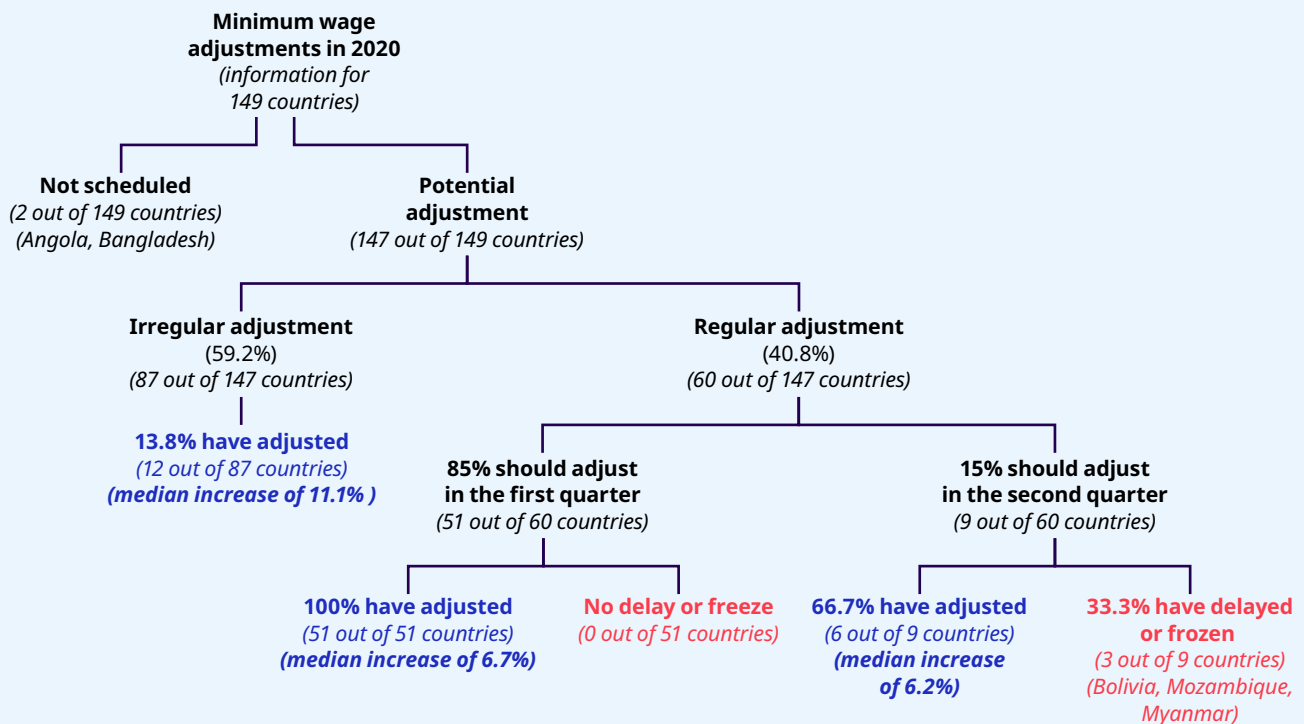 Minimum wage
adjustments in 2020
(information for
149 countries)
Not scheduled
(2 out of 149 countries)
(Angola, Bangladesh)
Potential
adjustment
(147 out of 149 countries)
Irregular adjustment
(59.2%)
(87 out of 147 countries)
Regular adjustment
(40.8%)
(60 out of 147 countries)
13.8% have adjusted
(12 out of 87 countries)
(median increase of 11.1% )
85% should adjust
in the first quarter
(51 out of 60 countries)
15% should adjust
in the second quarter
(9 out of 60 countries)
100% have adjusted
(51 out of 51 countries)
(median increase of 6.7%)
No delay or freeze
(0 out of 51 countries)
66.7% have adjusted
(6 out of 9 countries)
(median increase
of 6.2%)
33.3% have delayed
or frozen
(3 out of 9 countries)
(Bolivia, Mozambique,
Myanmar)